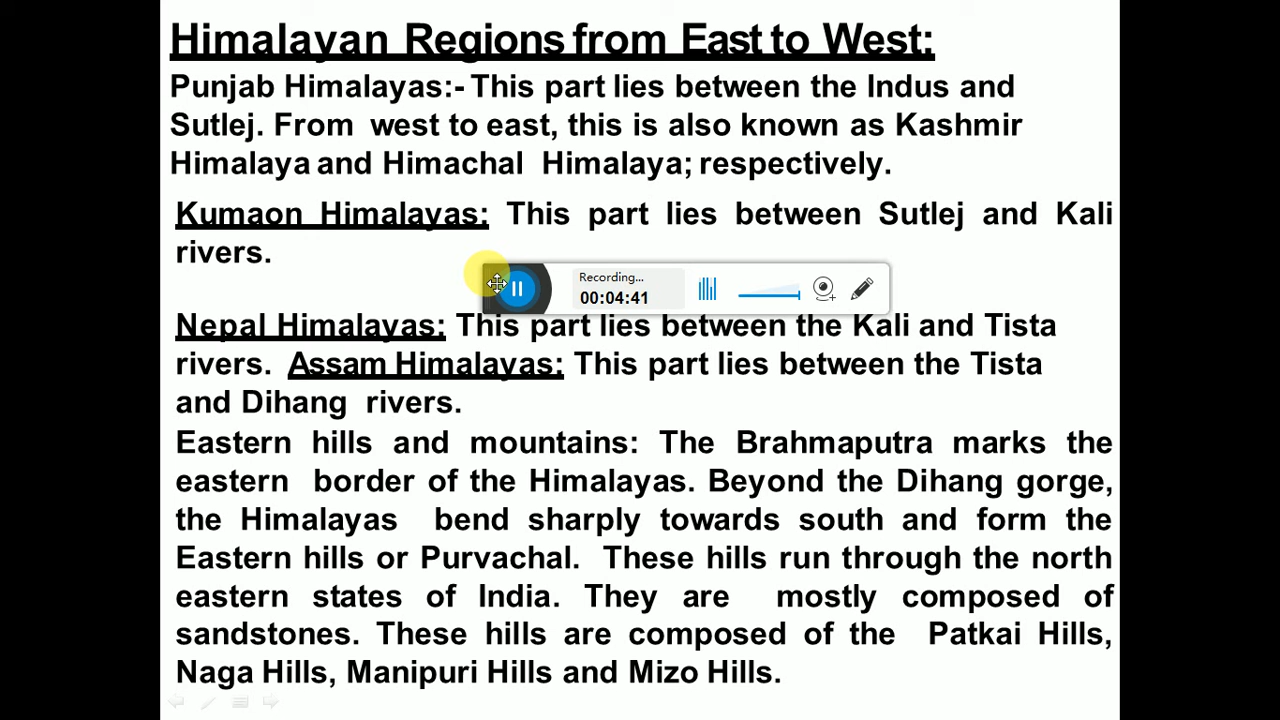 Himalayan Regions from East to West:
Punjab Himalayas:- This part lies between the Indus and
Sutlej. From west to east, this is also known as Kashmir
Himalaya and Himachal Himalaya; respectively.
Kumaon Himalayas: This part lies between Sutlej and Kali
rivers.
Recording...
00:04:41
Nepal Himalayas: This part lies between the Kali and Tista
rivers. Assam Himalayas: This part lies between the Tista
and Dihang rivers.
Eastern hills and mountains: The Brahmaputra marks the
eastern border of the Himalayas. Beyond the Dihang gorge,
the Himalayas bend sharply towards south and form the
Eastern hills or Purvachal. These hills run through the north
eastern states of India. They are mostly composed of
sandstones. These hills are composed of the Patkai Hills,
Naga Hills, Manipuri Hills and Mizo Hills.